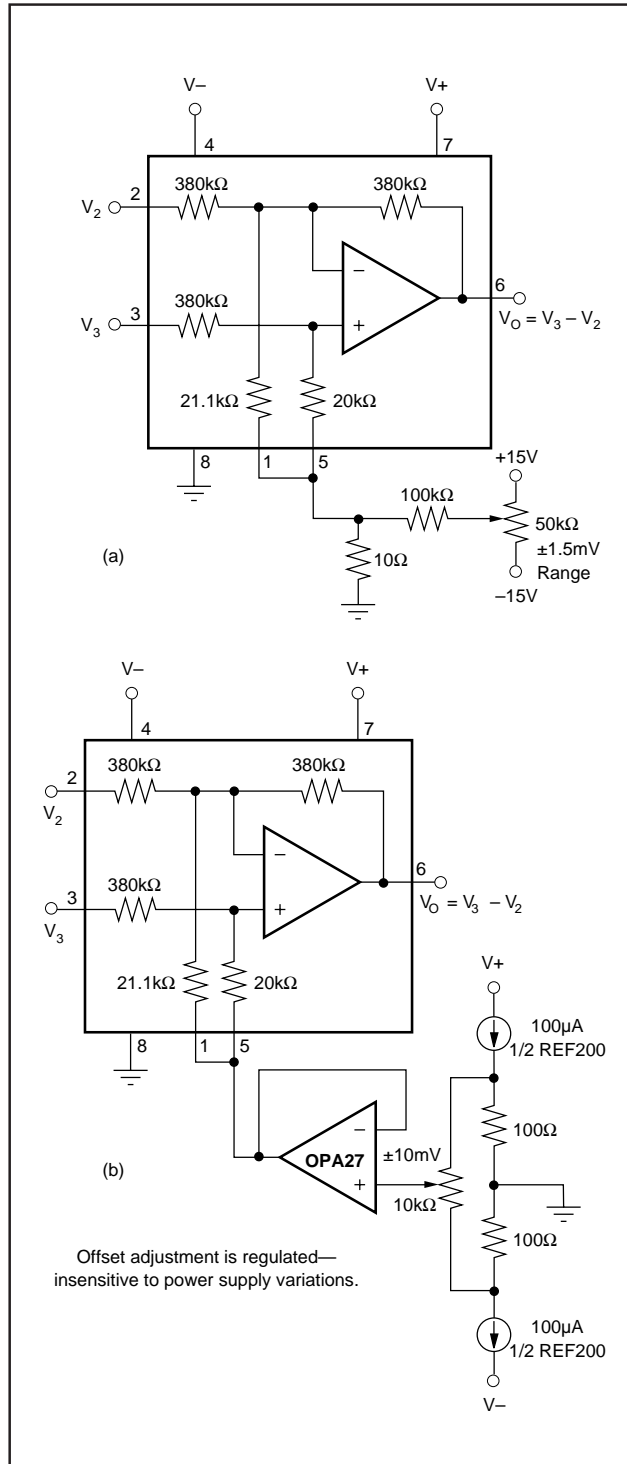 V–
V+
4
7
380kΩ
380kΩ
2
V2
3
380kΩ
V3
6
VO = V3 – V2
21.1kΩ
20kΩ
8
1
5
+15V
100kΩ
50kΩ
±1.5mV
Range
10Ω
–15V
(a)
V–
V+
4
7
380kΩ
380kΩ
2
V2
3
380kΩ
V3
6
VO = V3 – V2
21.1kΩ
20kΩ
8
1
5
V+
100µA
1/2 REF200
–
OPA27
+
±10mV
10kΩ
100Ω
100Ω
(b)
Offset adjustment is regulated—
insensitive to power supply variations.
100µA
1/2 REF200
V–